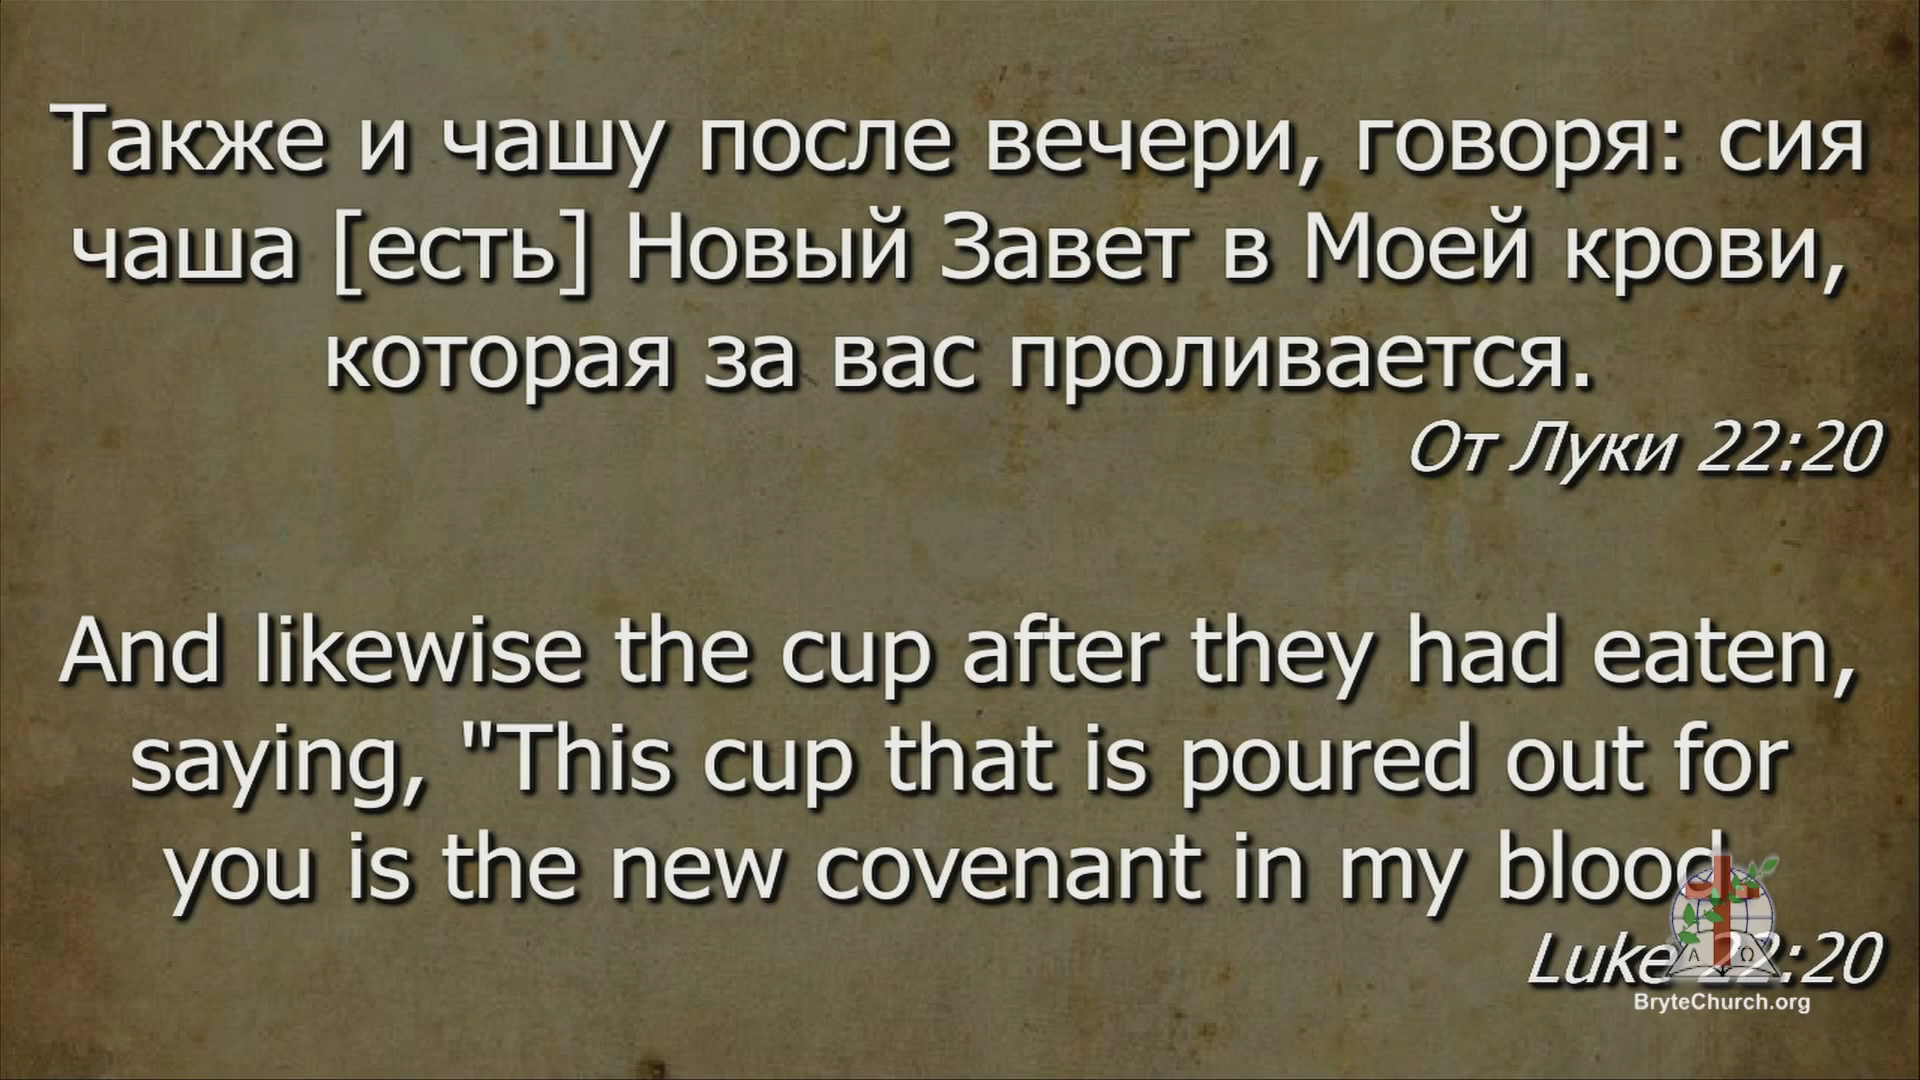 Также и чашу после вечери, говоря: сия
чаша [есть] Новый Завет в Моей крови,
которая за вас проливается.
От Луки 22:20
And likewise the cup after they had eaten,
saying, "This cup that is poured out for
you is the new covenant in my blood
Luke 22:20
Α Ω
BryteChurch.org